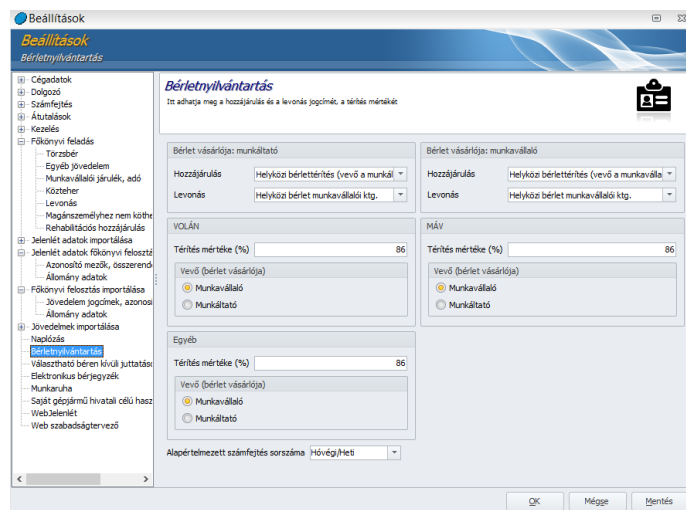 Beállítások
Beállítások
Bérletnyilvántartás
Cégadatok
Dolgozó
Számfejtés
Átutalások
Kezelés
Főkönyvi feladás
Törzsbér
Egyéb jövedelem
Munkavállalói járulék, adó
Közteher
Levonás
Magánszemélyhez nem köthe
Rehabilitációs hozzájárulás
Jelenlét adatok importálása
Jelenlét adatok főkönyvi felosztá
Azonosító mezők, összerend
Állomány adatok
Főkönyvi felosztás importálása
Jövedelem jogcímek, azonosí
Állomány adatok
Jövedelmek importálása
Naplózás
Bérletnyilvántartás
Választható béren kívüli juttatás
Elektronikus bérjegyzék
Munkaruha
Saját gépjármű hivatali célú hasz
WebJelenlét
Web szabadságtervező
Bérletnyilvántartás
Itt adhatja meg a hozzájárulás és a levonás jogcímét, a térítés mértékét
Bérlet vásárlója: munkáltató
Hozzájárulás Helyközi bérlettérítés (vevő a munkál
Levonás Helyközi bérlet munkavállalói ktg.
Bérlet vásárlója: munkavállaló
Hozzájárulás Helyközi bérlettérítés (vevő a munkaválla
Levonás Helyközi bérlet munkavállalói ktg.
VOLÁN
Térítés mértéke (%) 86
Vevő (bérlet vásárlója)
Munkavállaló
Munkáltató
MÁV
Térítés mértéke (%) 86
Vevő (bérlet vásárlója)
Munkavállaló
Munkáltató
Egyéb
Térítés mértéke (%) 86
Vevő (bérlet vásárlója)
Munkavállaló
Munkáltató
Alapértelmezett számfejtés sorszáma Hóvégi/Heti
OK Mégse Mentés